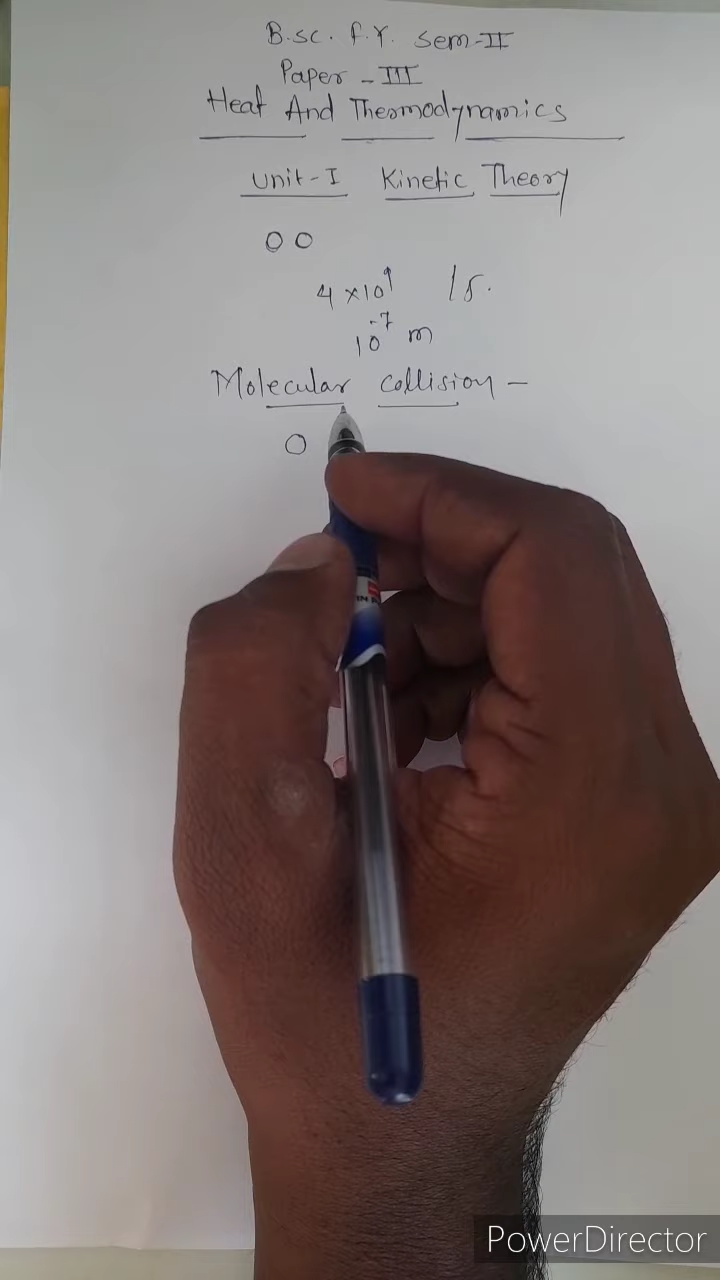 B.sc. F.Y. Sem-II
Paper - III
Heat And Thermodynamics
Unit-I Kinetic Theory
4 × 10⁹ /s.
10⁻⁷ m
Molecular collision -
PowerDirector